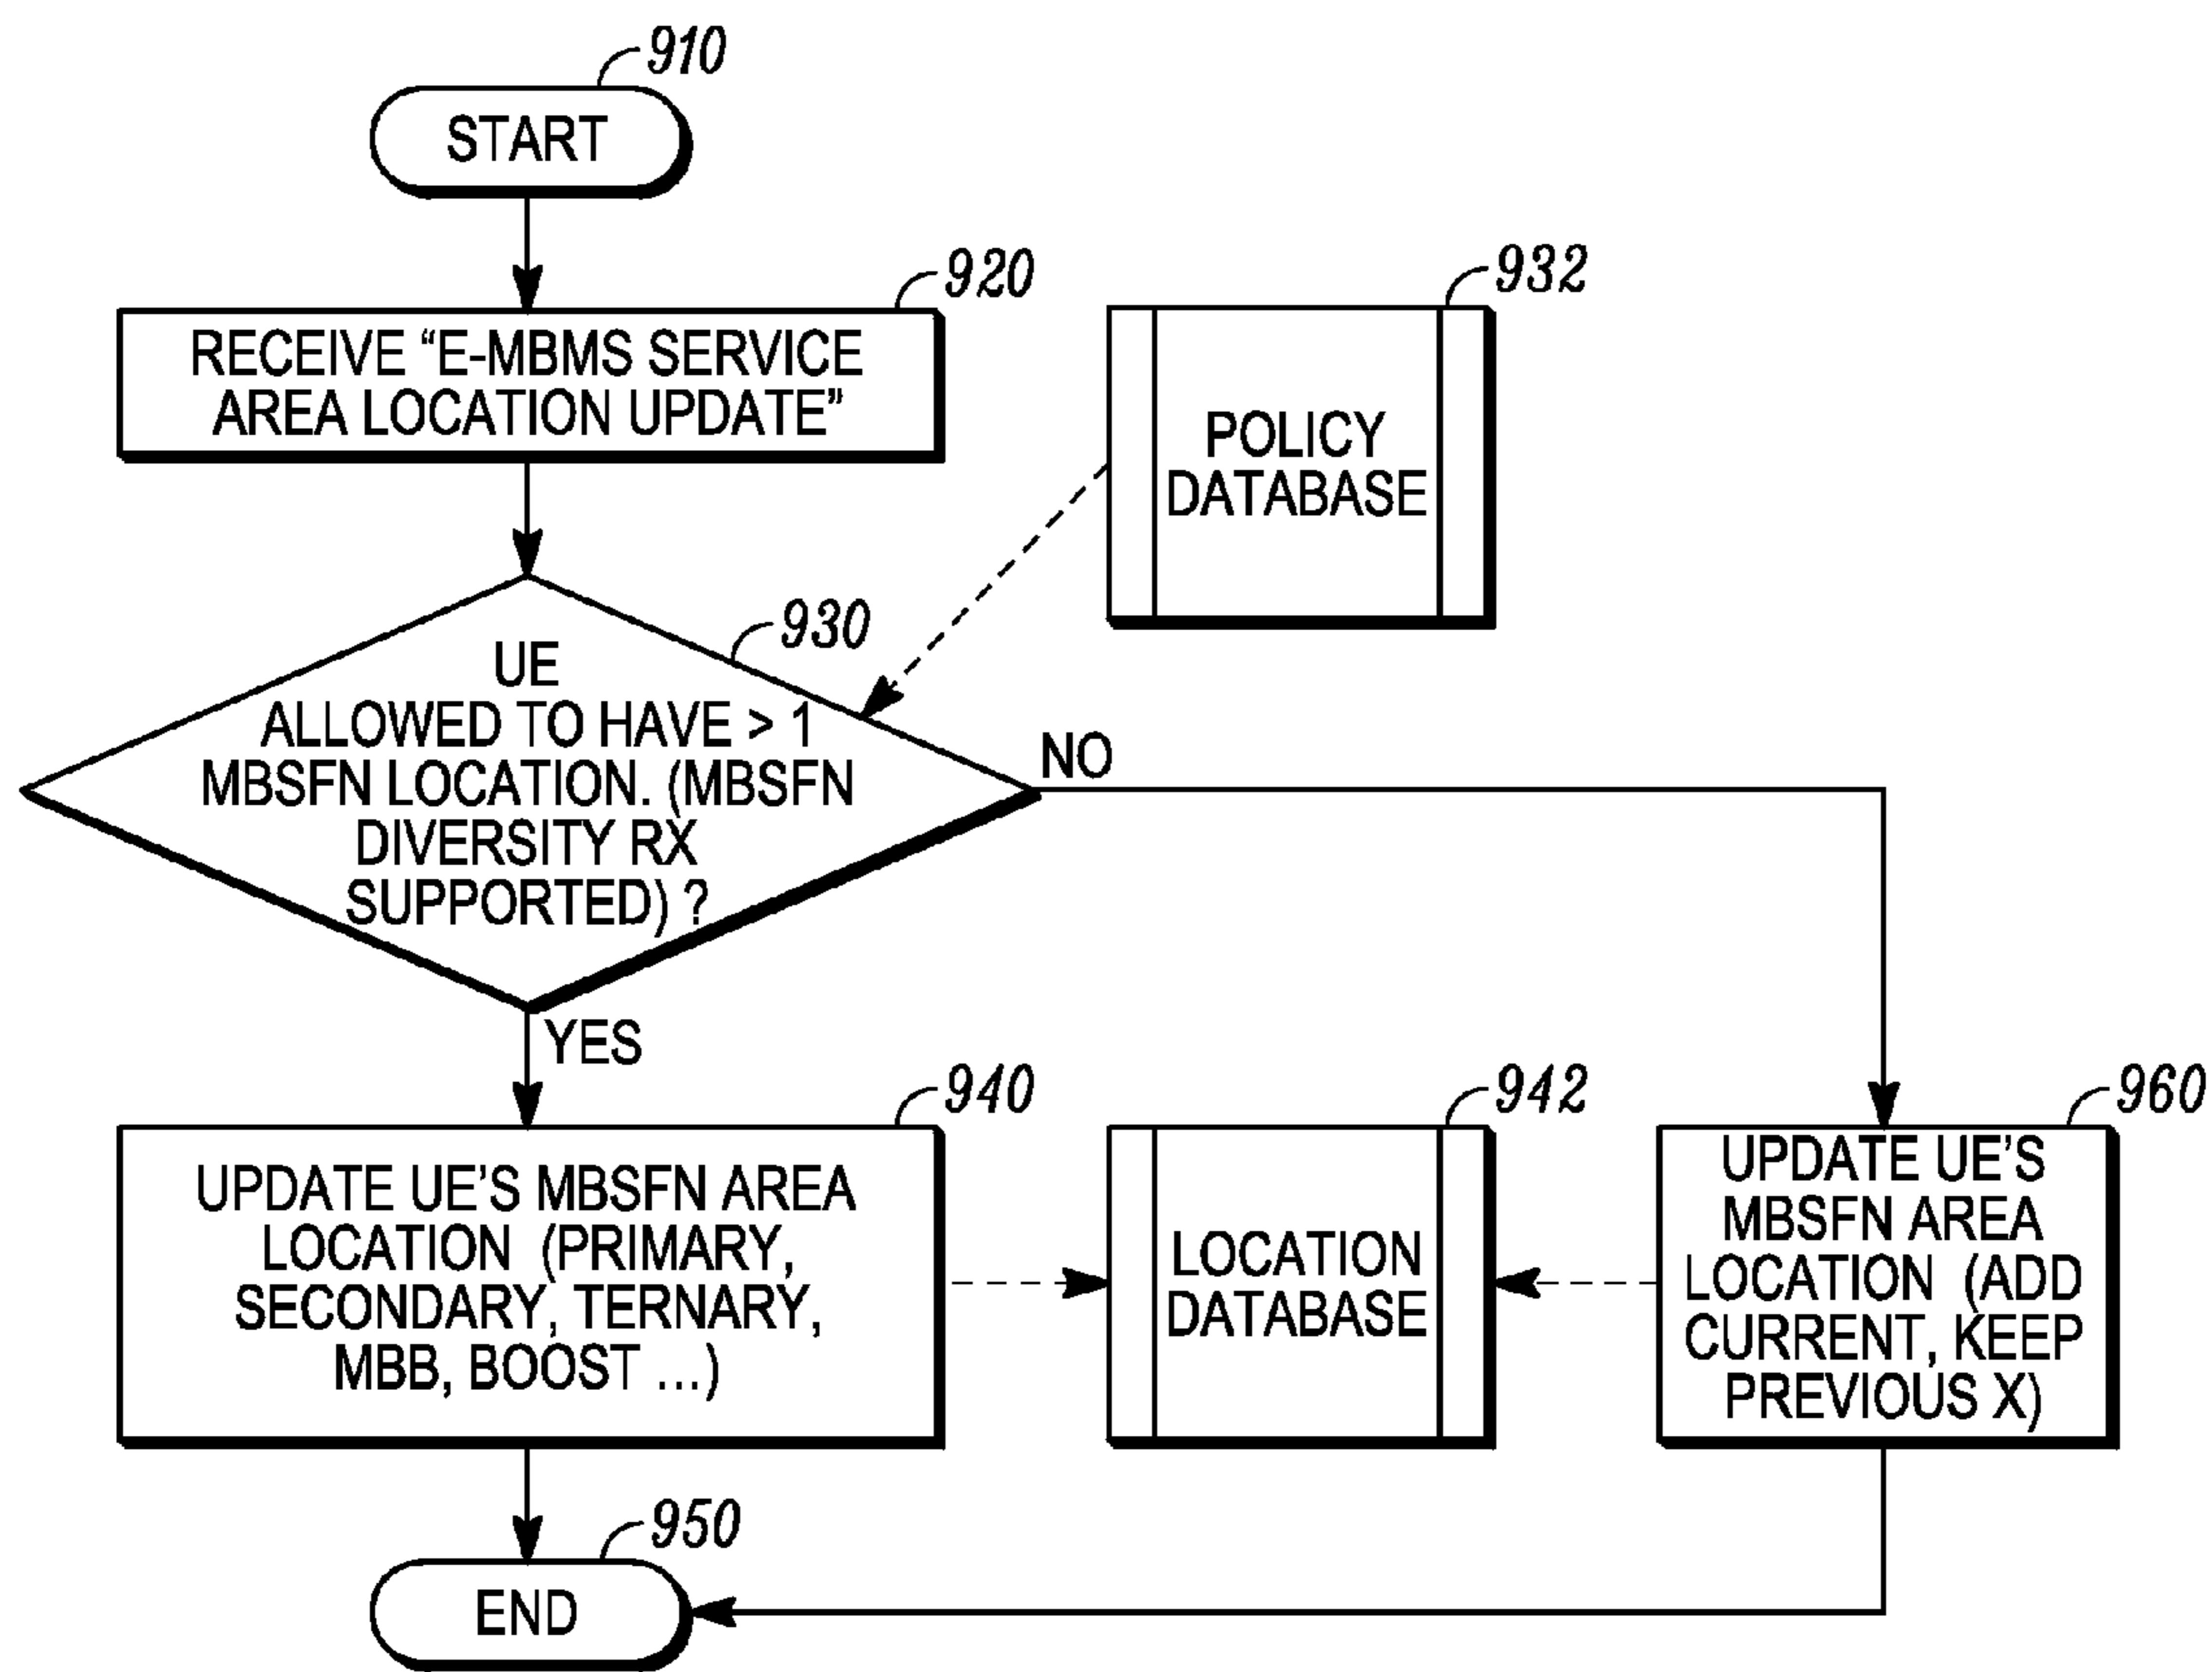 910
START
920
RECEIVE “E-MBMS SERVICE
AREA LOCATION UPDATE”
932
POLICY
DATABASE
930
UE
ALLOWED TO HAVE > 1
MBSFN LOCATION. (MBSFN
DIVERSITY RX
SUPPORTED) ?
NO
YES
940
UPDATE UE’S MBSFN AREA
LOCATION (PRIMARY,
SECONDARY, TERNARY,
MBB, BOOST ...)
942
LOCATION
DATABASE
960
UPDATE UE’S
MBSFN AREA
LOCATION (ADD
CURRENT, KEEP
PREVIOUS X)
950
END